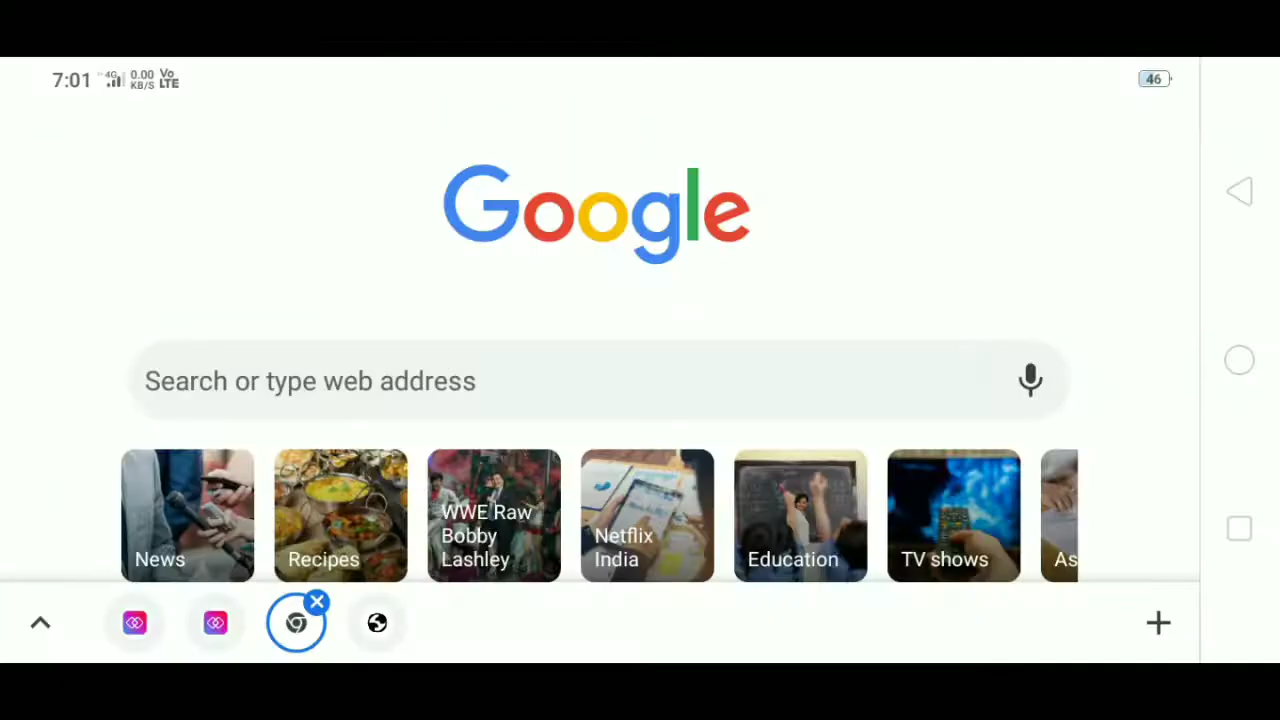 7:01 4G 0.00 KB/S Vo LTE 46
Google
Search or type web address
News
Recipes
WWE Raw
Bobby
Lashley
Netflix
India
Education
TV shows
As